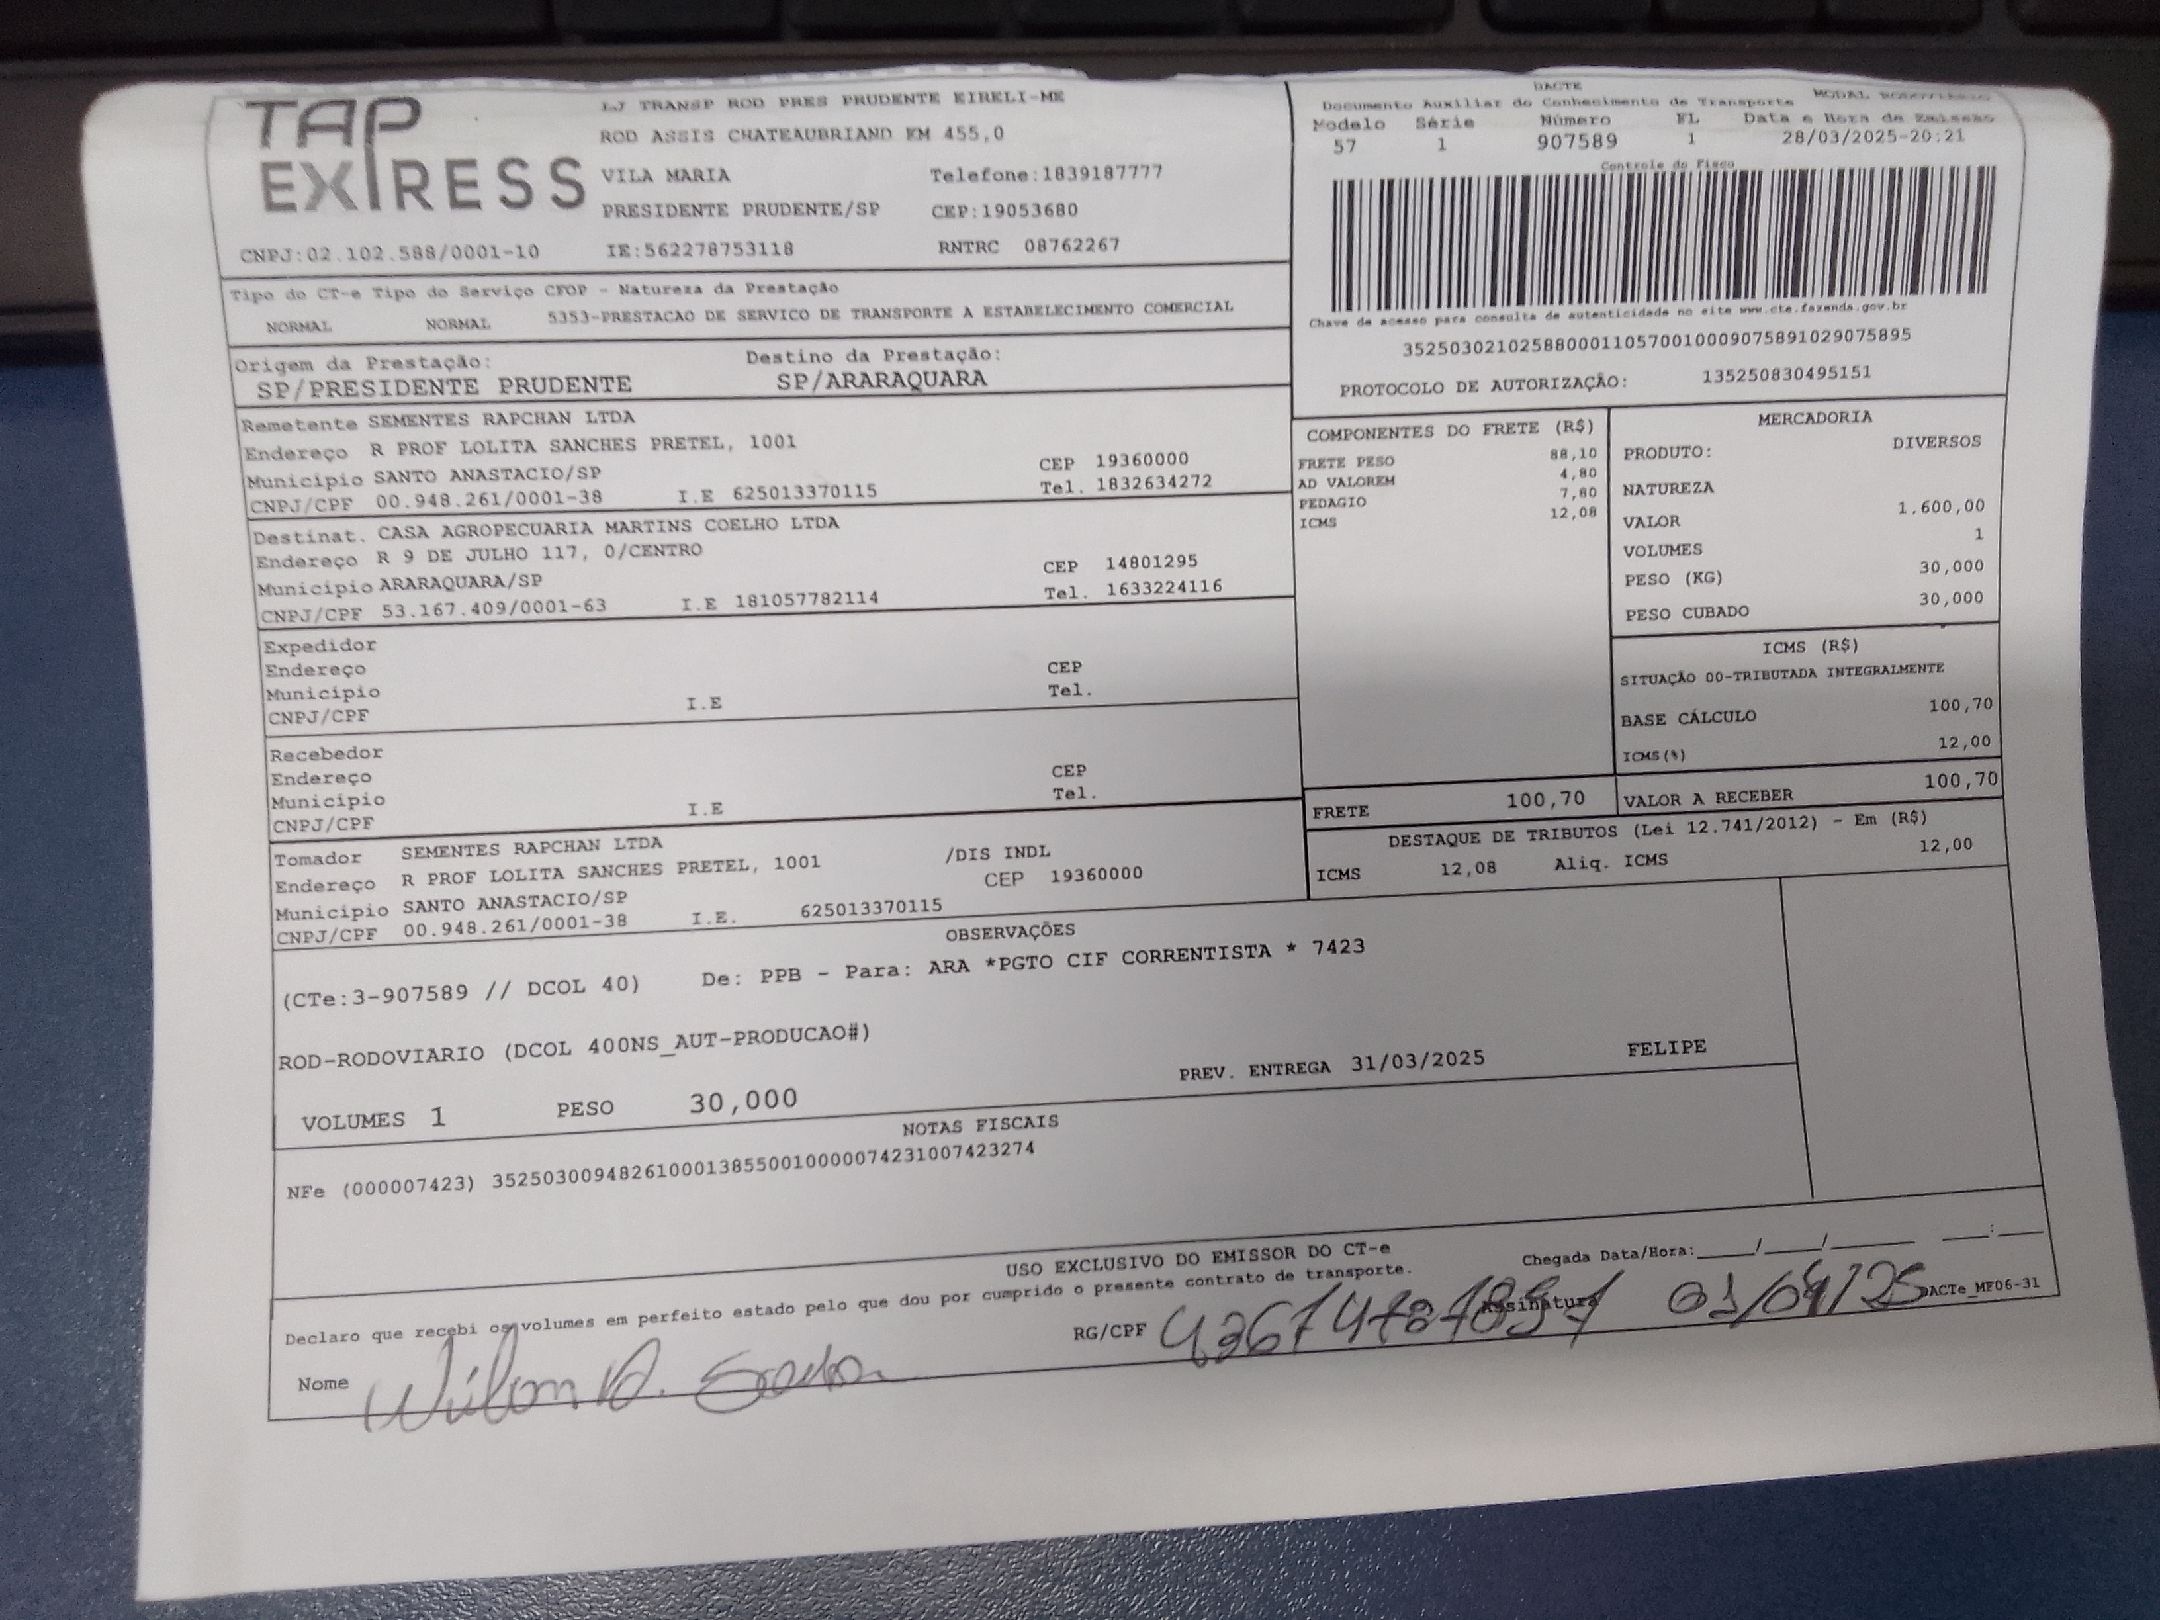 TAP
EXPRESS
LJ TRANSP ROD PRES PRUDENTE EIRELI-ME
ROD ASSIS CHATEAUBRIAND KM 455,0
VILA MARIA Telefone:1839187777
PRESIDENTE PRUDENTE/SP CEP:19053680
CNPJ:02.102.588/0001-10 IE:562278753118 RNTRC 08762267
DACTE
Documento Auxiliar do Conhecimento de Transporte MODAL RODOVIARIO
Modelo Série Número FL Data e Hora de Emissão
57 1 907589 1 28/03/2025-20:21
Controle do Fisco
Chave de acesso para consulta de autenticidade no site www.cte.fazenda.gov.br
35250302102588000110570010009075891029075895
PROTOCOLO DE AUTORIZAÇÃO: 135250830495151
Tipo do CT-e Tipo do Serviço CFOP - Natureza da Prestação
NORMAL NORMAL 5353-PRESTACAO DE SERVICO DE TRANSPORTE A ESTABELECIMENTO COMERCIAL
Origem da Prestação: Destino da Prestação:
SP/PRESIDENTE PRUDENTE SP/ARARAQUARA
Remetente SEMENTES RAPCHAN LTDA
Endereço R PROF LOLITA SANCHES PRETEL, 1001
Município SANTO ANASTACIO/SP CEP 19360000
CNPJ/CPF 00.948.261/0001-38 I.E 625013370115 Tel. 1832634272
Destinat. CASA AGROPECUARIA MARTINS COELHO LTDA
Endereço R 9 DE JULHO 117, 0/CENTRO
Município ARARAQUARA/SP CEP 14801295
CNPJ/CPF 53.167.409/0001-63 I.E 181057782114 Tel. 1633224116
Expedidor
Endereço CEP
Município Tel.
CNPJ/CPF I.E
Recebedor
Endereço CEP
Município Tel.
CNPJ/CPF I.E
Tomador SEMENTES RAPCHAN LTDA
Endereço R PROF LOLITA SANCHES PRETEL, 1001 /DIS INDL
Município SANTO ANASTACIO/SP CEP 19360000
CNPJ/CPF 00.948.261/0001-38 I.E. 625013370115
COMPONENTES DO FRETE (R$)
FRETE PESO 88,10
AD VALOREM 4,80
PEDAGIO 7,80
ICMS 12,08
MERCADORIA
PRODUTO: DIVERSOS
NATUREZA
VALOR 1.600,00
VOLUMES 1
PESO (KG) 30,000
PESO CUBADO 30,000
ICMS (R$)
SITUAÇÃO 00-TRIBUTADA INTEGRALMENTE
BASE CÁLCULO 100,70
ICMS(%) 12,00
FRETE 100,70 VALOR A RECEBER 100,70
DESTAQUE DE TRIBUTOS (Lei 12.741/2012) - Em (R$)
ICMS 12,08 Aliq. ICMS 12,00
OBSERVAÇÕES
(CTe:3-907589 // DCOL 40) De: PPB - Para: ARA *PGTO CIF CORRENTISTA * 7423
ROD-RODOVIARIO (DCOL 400NS_AUT-PRODUCAO#)
VOLUMES 1 PESO 30,000 PREV. ENTREGA 31/03/2025 FELIPE
NOTAS FISCAIS
NFe (000007423) 35250300948261000138550010000074231007423274
USO EXCLUSIVO DO EMISSOR DO CT-e
Declaro que recebi os volumes em perfeito estado pelo que dou por cumprido o presente contrato de transporte.
Chegada Data/Hora:____/____/______ ___:___
Nome RG/CPF Assinatura 01/04/25 DACTe_MF06-31